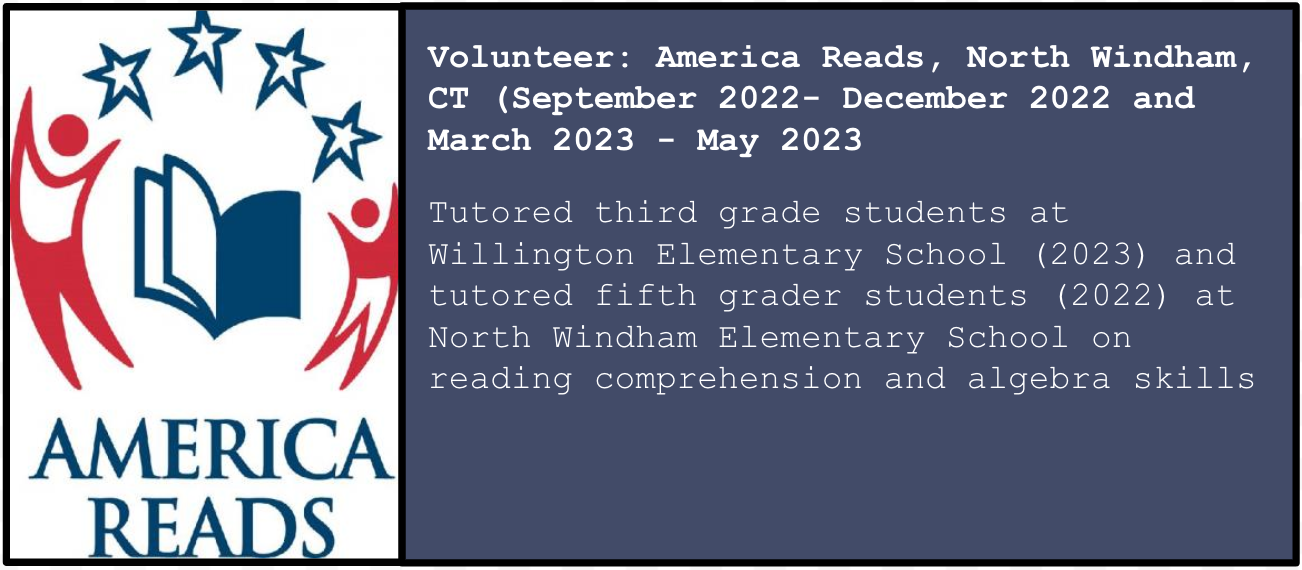 AMERICA
READS
Volunteer: America Reads, North Windham,
CT (September 2022- December 2022 and
March 2023 - May 2023
Tutored third grade students at
Willington Elementary School (2023) and
tutored fifth grader students (2022) at
North Windham Elementary School on
reading comprehension and algebra skills